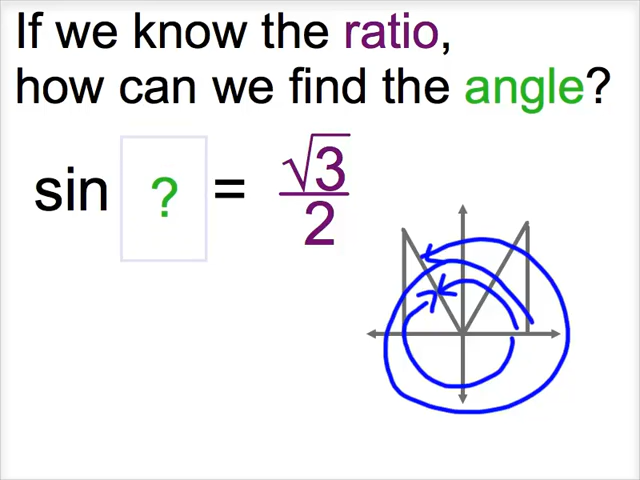 If we know the ratio,
how can we find the angle?
sin ? = √3/2